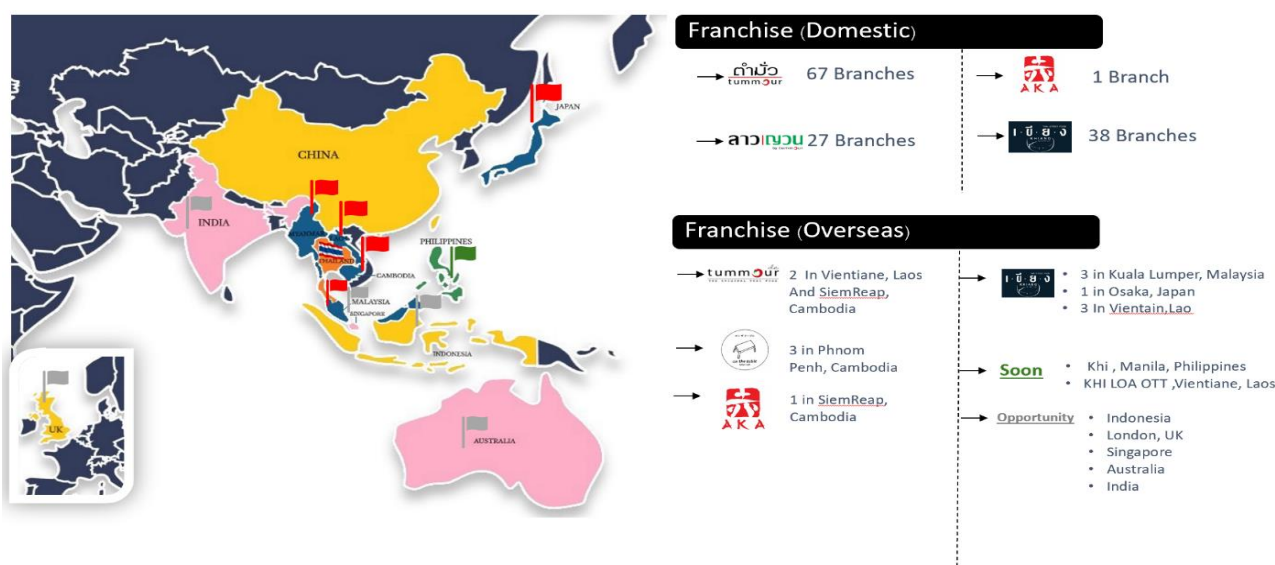 CHINA
JAPAN
INDIA
MYANMAR
THAILAND
PHILIPPINES
CAMBODIA
MALAYSIA
SINGAPORE
INDONESIA
AUSTRALIA
UK
Franchise (Domestic)
ตำมั่ว
tummour
67 Branches
AKA
1 Branch
ลาวญวน
27 Branches
เขียง
38 Branches
Franchise (Overseas)
tummour
2 In Vientiane, Laos
And SiemReap,
Cambodia
3 in Phnom
Penh, Cambodia
AKA
1 in SiemReap,
Cambodia
เขียง
• 3 in Kuala Lumper, Malaysia
• 1 in Osaka, Japan
• 3 In Vientain,Lao
Soon
• Khi , Manila, Philippines
• KHI LOA OTT ,Vientiane, Laos
Opportunity
• Indonesia
• London, UK
• Singapore
• Australia
• India